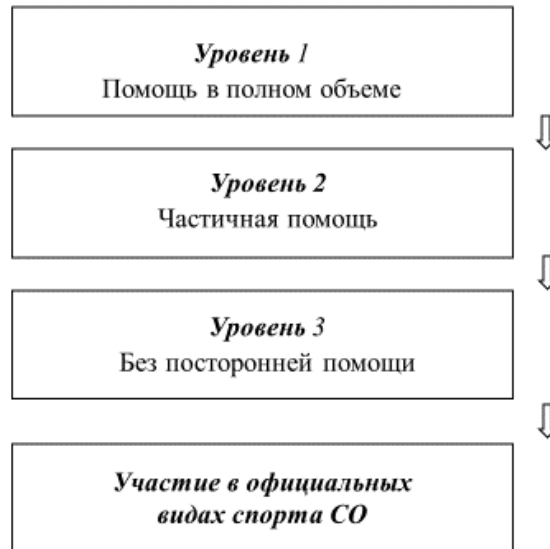 Уровень 1
Помощь в полном объеме
Уровень 2
Частичная помощь
Уровень 3
Без посторонней помощи
Участие в официальных
видах спорта СО